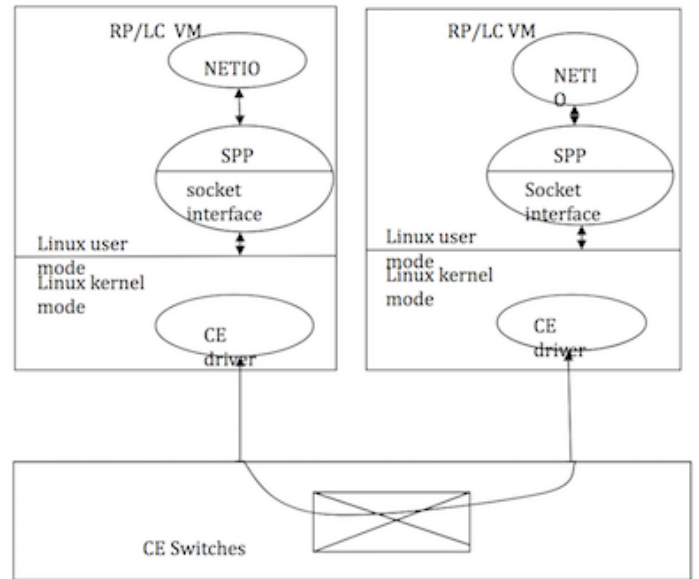 RP/LC VM
NETIO
SPP
socket
interface
Linux user
mode
Linux kernel
mode
CE
driver
RP/LC VM
NETI
O
SPP
Socket
interface
Linux user
mode
Linux kernel
mode
CE
driver
CE Switches